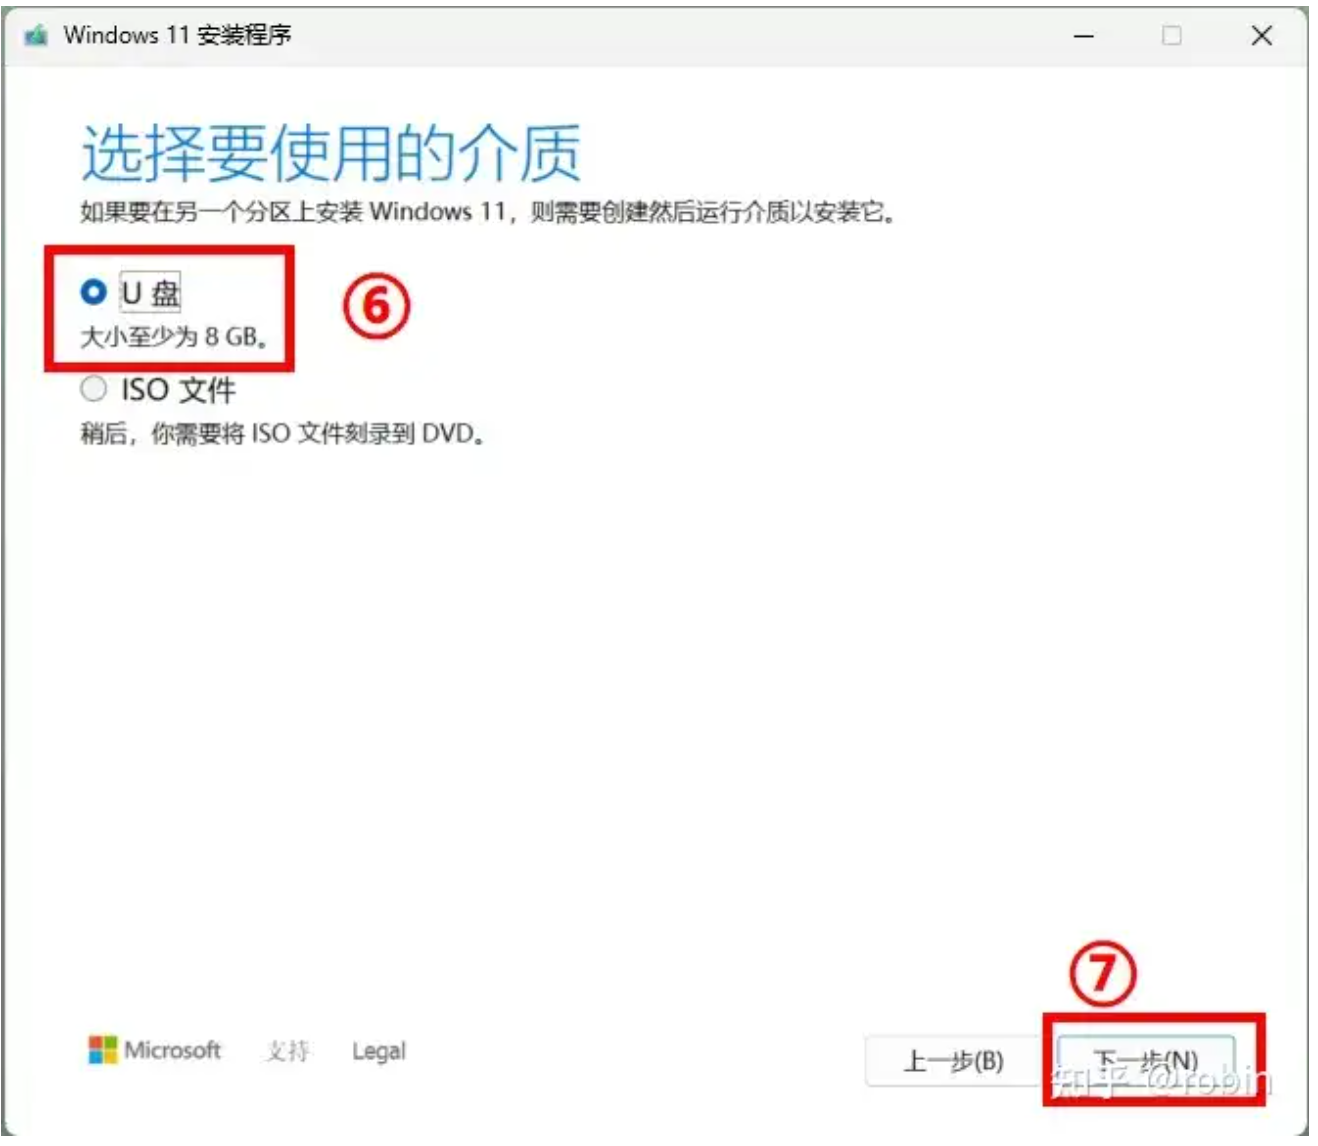 Windows 11 安装程序
选择要使用的介质
如果要在另一个分区上安装 Windows 11，则需要创建然后运行介质以安装它。
U 盘
⑥
大小至少为 8 GB。
ISO 文件
稍后，你需要将 ISO 文件刻录到 DVD。
⑦
Microsoft 支持 Legal 上一步(B) 下一步(N)
知乎 @robin